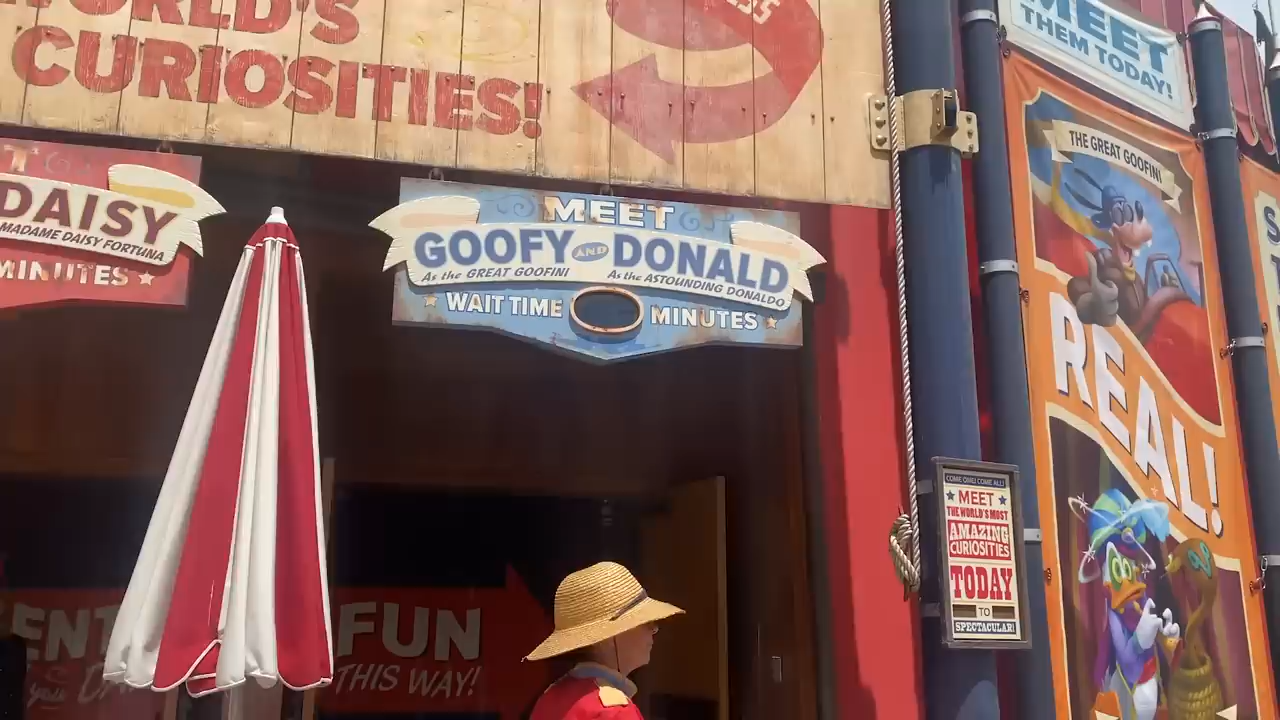 WORLD'S
CURIOSITIES!
DAISY
MADAME DAISY FORTUNA
MINUTES
MEET
GOOFY AND DONALD
As the GREAT GOOFINI As the ASTOUNDING DONALDO
WAIT TIME MINUTES
MEET
THEM TODAY!
THE GREAT GOOFINI
REAL!
COME ONE! COME ALL!
MEET
THE WORLD'S MOST
AMAZING
CURIOSITIES
TODAY
TO
SPECTACULAR!
FUN
THIS WAY!